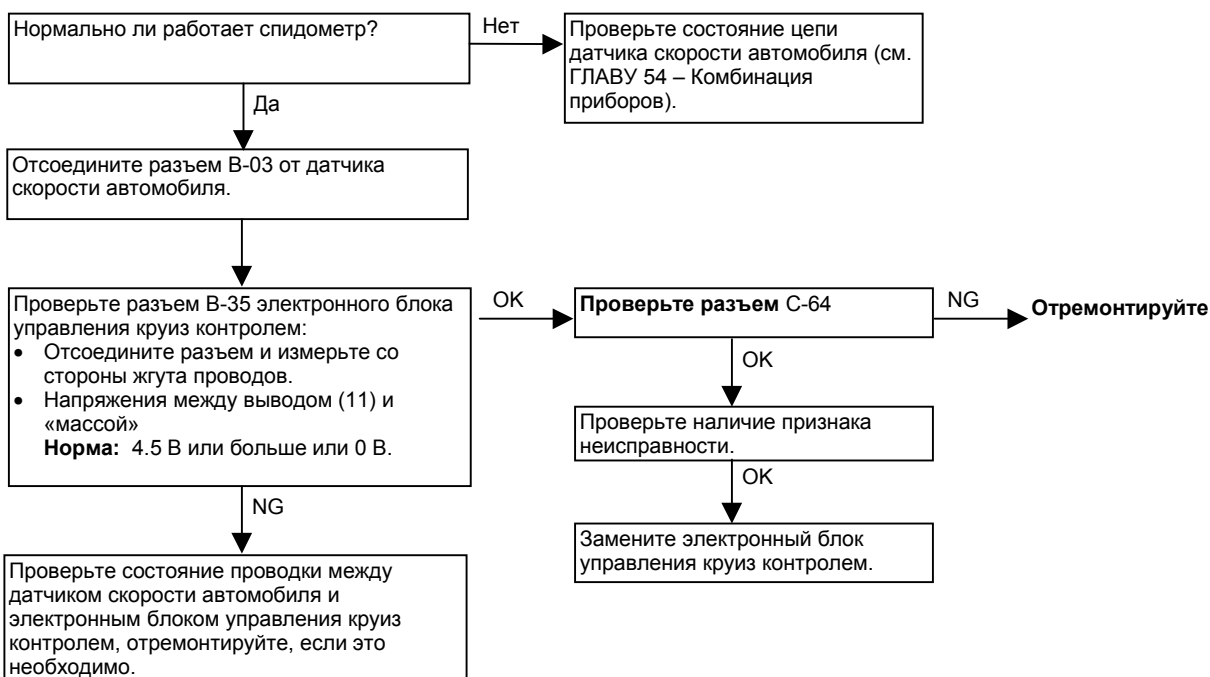 Нормально ли работает спидометр?
Нет
Проверьте состояние цепи
датчика скорости автомобиля (см.
ГЛАВУ 54 – Комбинация
приборов).
Да
Отсоедините разъем В-03 от датчика
скорости автомобиля.
Проверьте разъем В-35 электронного блока
управления круиз контролем:
• Отсоедините разъем и измерьте со
стороны жгута проводов.
• Напряжения между выводом (11) и
«массой»
Норма: 4.5 В или больше или 0 В.
OK
Проверьте разъем С-64
NG
Отремонтируйте
OK
Проверьте наличие признака
неисправности.
OK
Замените электронный блок
управления круиз контролем.
NG
Проверьте состояние проводки между
датчиком скорости автомобиля и
электронным блоком управления круиз
контролем, отремонтируйте, если это
необходимо.